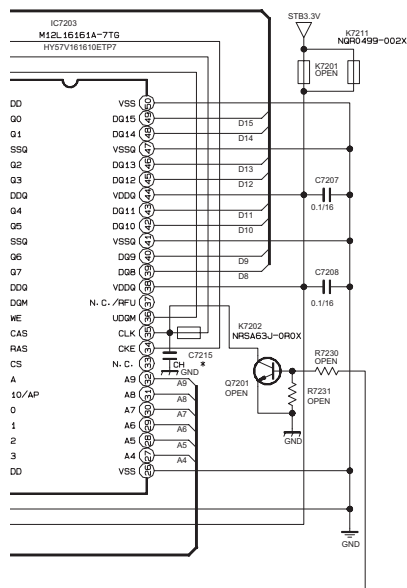 IC7203
M12L16161A-7TG
HY57V161610ETP7
STB3.3V
K7211
NQR0499-002X
K7201
OPEN
DD VSS 50
Q0 DQ15 49 D15
Q1 DQ14 48 D14
SSQ VSSQ 47
Q2 DQ13 46 D13
Q3 DQ12 45 D12
DDQ VDDQ 44
C7207
0.1/16
Q4 DQ11 43 D11
Q5 DQ10 42 D10
SSQ VSSQ 41
Q6 DQ9 40 D9
Q7 DQ8 39 D8
DDQ VDDQ 38
C7208
0.1/16
DQM N.C./RFU 37
WE UDQM 36
CAS CLK 35
RAS CKE 34
CS N.C. 33
K7202
NRSA63J-0R0X
C7215
CH *
GND
A A9 32 A9
10/AP A8 31 A8
0 A7 30 A7
1 A6 29 A6
2 A5 28 A5
3 A4 27 A4
DD VSS 26
Q7201
OPEN
R7230
OPEN
R7231
OPEN
GND
GND